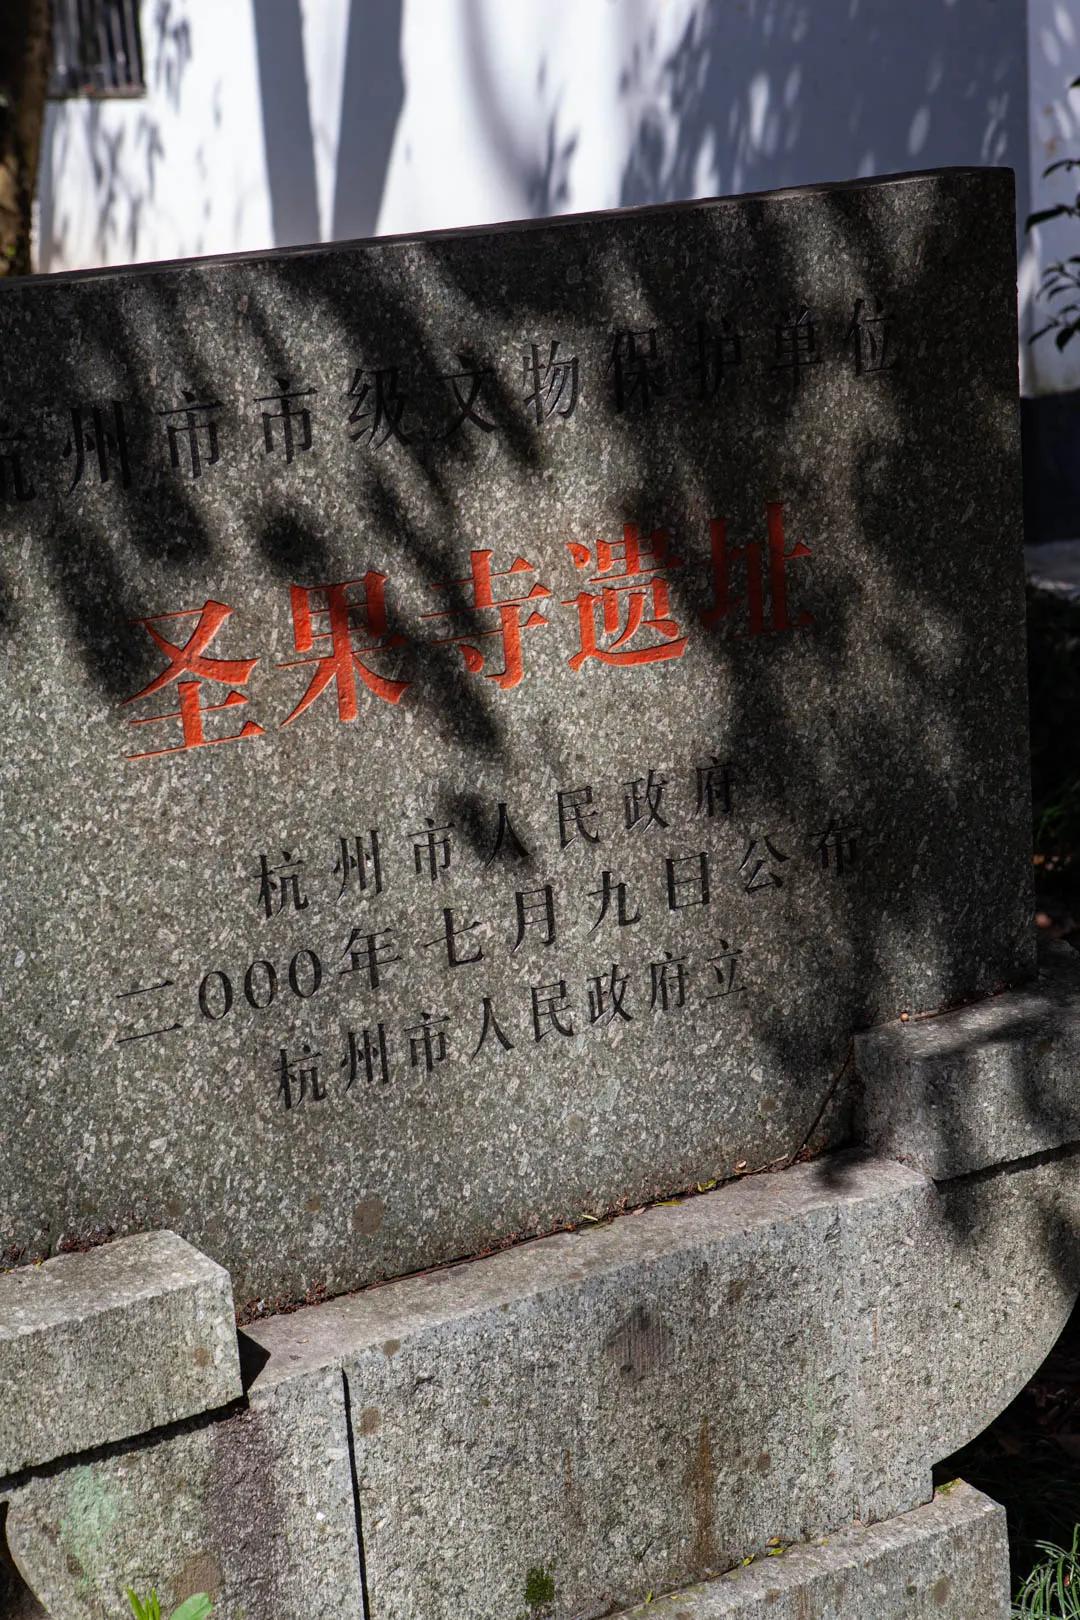 杭州市市级文物保护单位
圣果寺遗址
杭州市人民政府
二000年七月九日公布
杭州市人民政府立